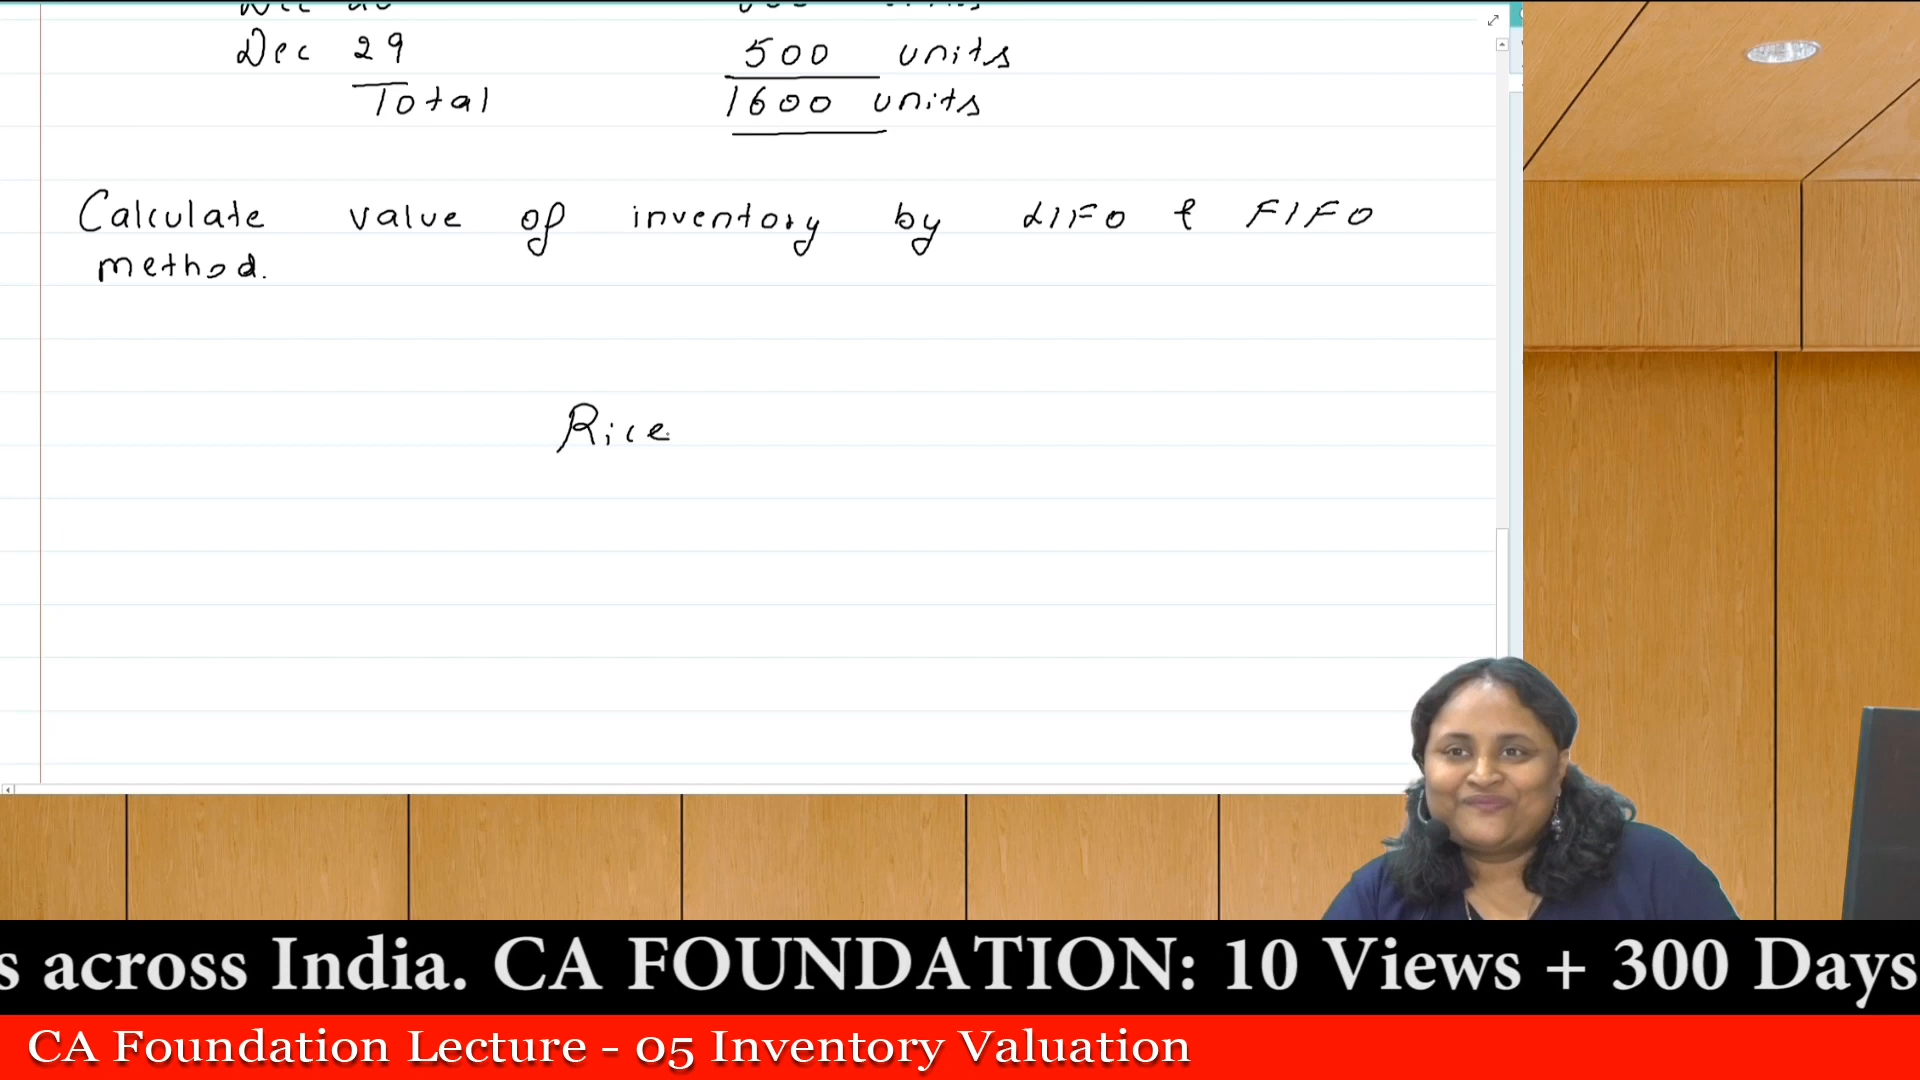 Dec 29 500 units
Total 1600 units
Calculate value of inventory by LIFO & FIFO
method.
Rice
s across India. CA FOUNDATION: 10 Views + 300 Days
CA Foundation Lecture - 05 Inventory Valuation